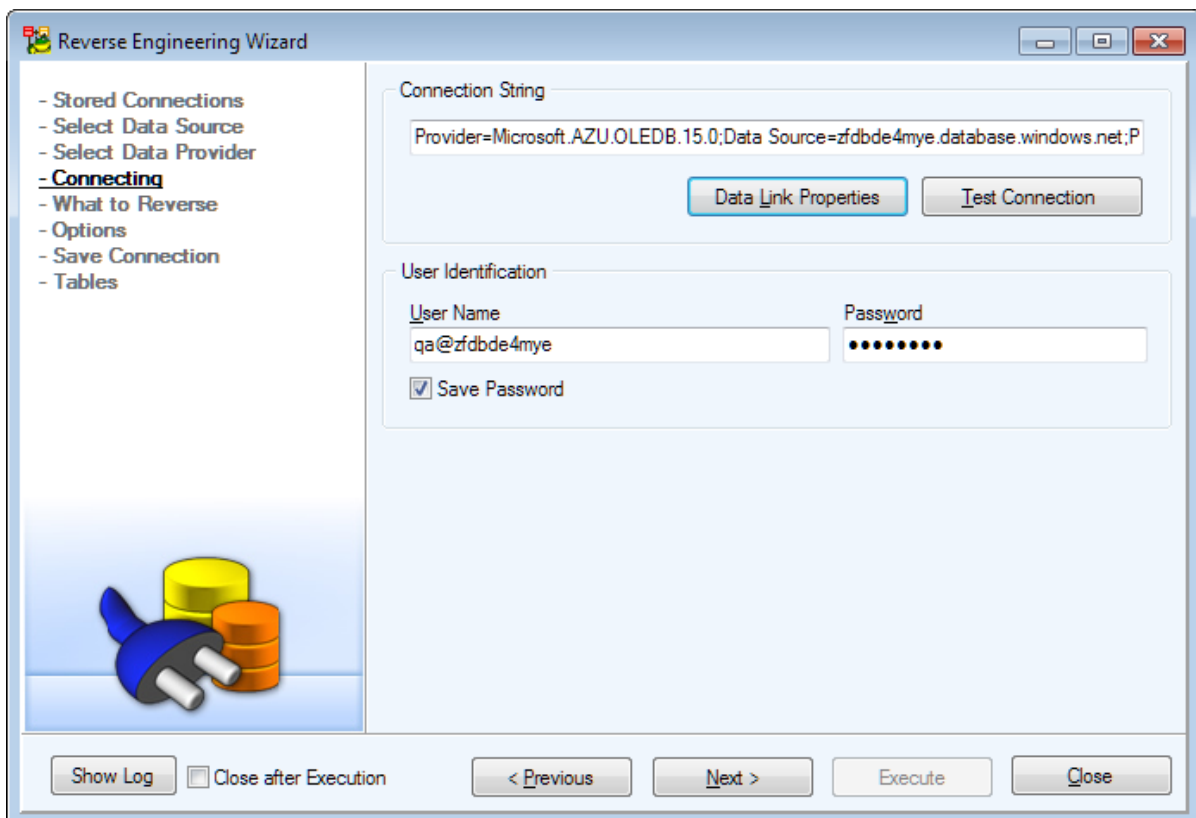 Reverse Engineering Wizard
- Stored Connections
- Select Data Source
- Select Data Provider
- Connecting
- What to Reverse
- Options
- Save Connection
- Tables
Connection String
Provider=Microsoft.AZU.OLEDB.15.0;Data Source=zfdbde4mye.database.windows.net;P
Data Link Properties
Test Connection
User Identification
User Name
Password
qa@zfdbde4mye
●●●●●●●●
Save Password
Show Log
Close after Execution
< Previous
Next >
Execute
Close